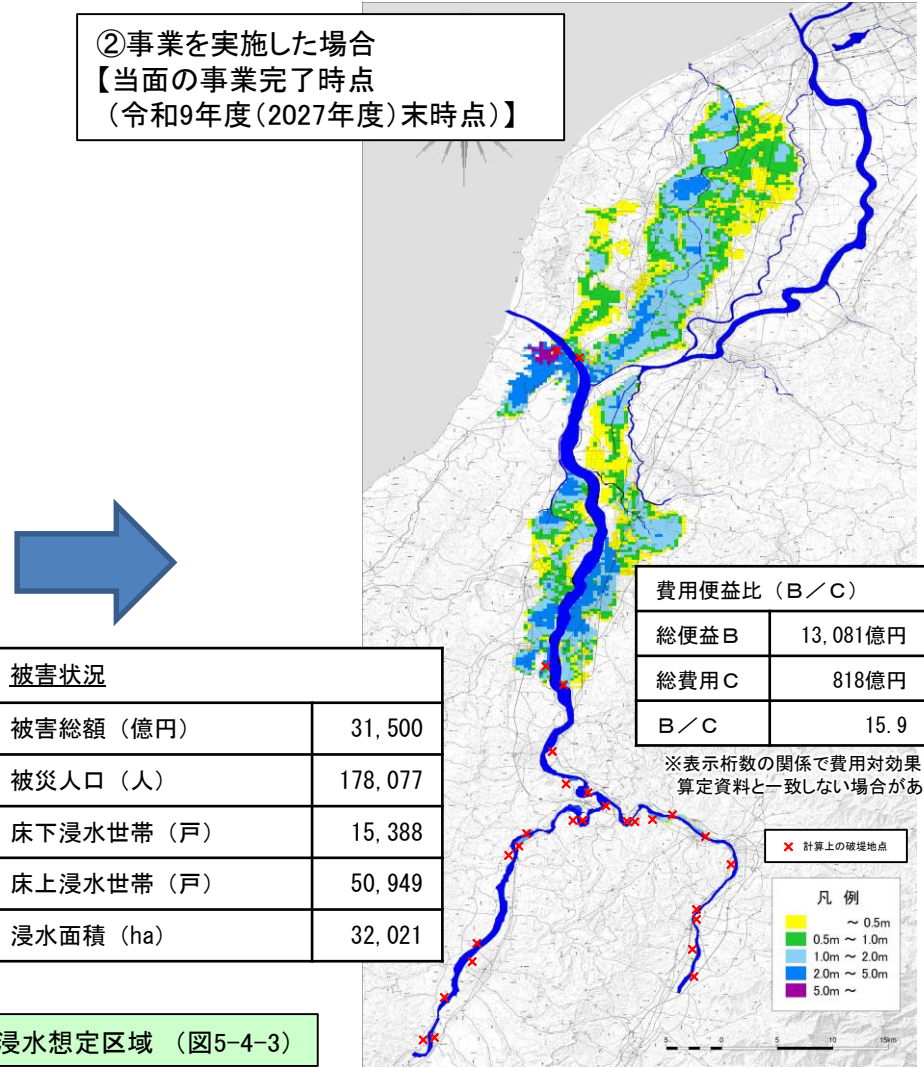 ②事業を実施した場合
【当面の事業完了時点
（令和9年度（2027年度）末時点）】
費用便益比（B／C）
総便益B 13,081億円
総費用C 818億円
B／C 15.9
※表示桁数の関係で費用対効果
算定資料と一致しない場合があ
被害状況
被害総額（億円） 31,500
被災人口（人） 178,077
床下浸水世帯（戸） 15,388
床上浸水世帯（戸） 50,949
浸水面積（ha） 32,021
× 計算上の破堤地点
凡 例
～ 0.5m
0.5m ～ 1.0m
1.0m ～ 2.0m
2.0m ～ 5.0m
5.0m ～
浸水想定区域 （図5-4-3）
5 0 5 10 15km